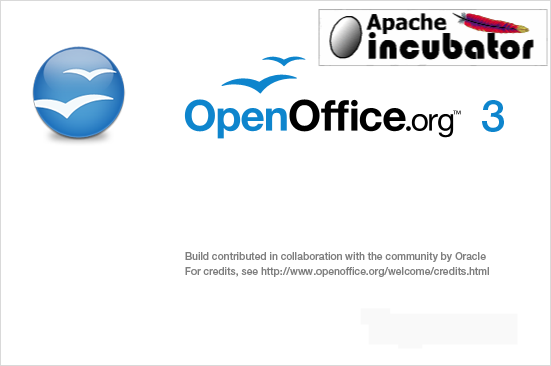 Apache
incubator
OpenOffice.org™ 3
Build contributed in collaboration with the community by Oracle
For credits, see http://www.openoffice.org/welcome/credits.html